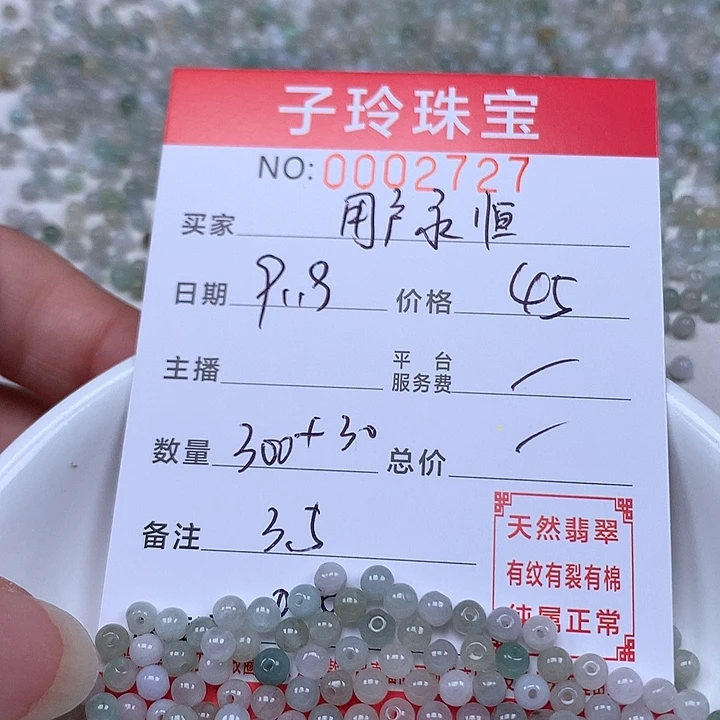 子玲珠宝
NO: 0002727
买家 用户永恒
日期 9.19 价格 45
主播 平台服务费 /
数量 300+30 总价 /
备注 3.5
天然翡翠
有纹有裂有棉
纯属正常